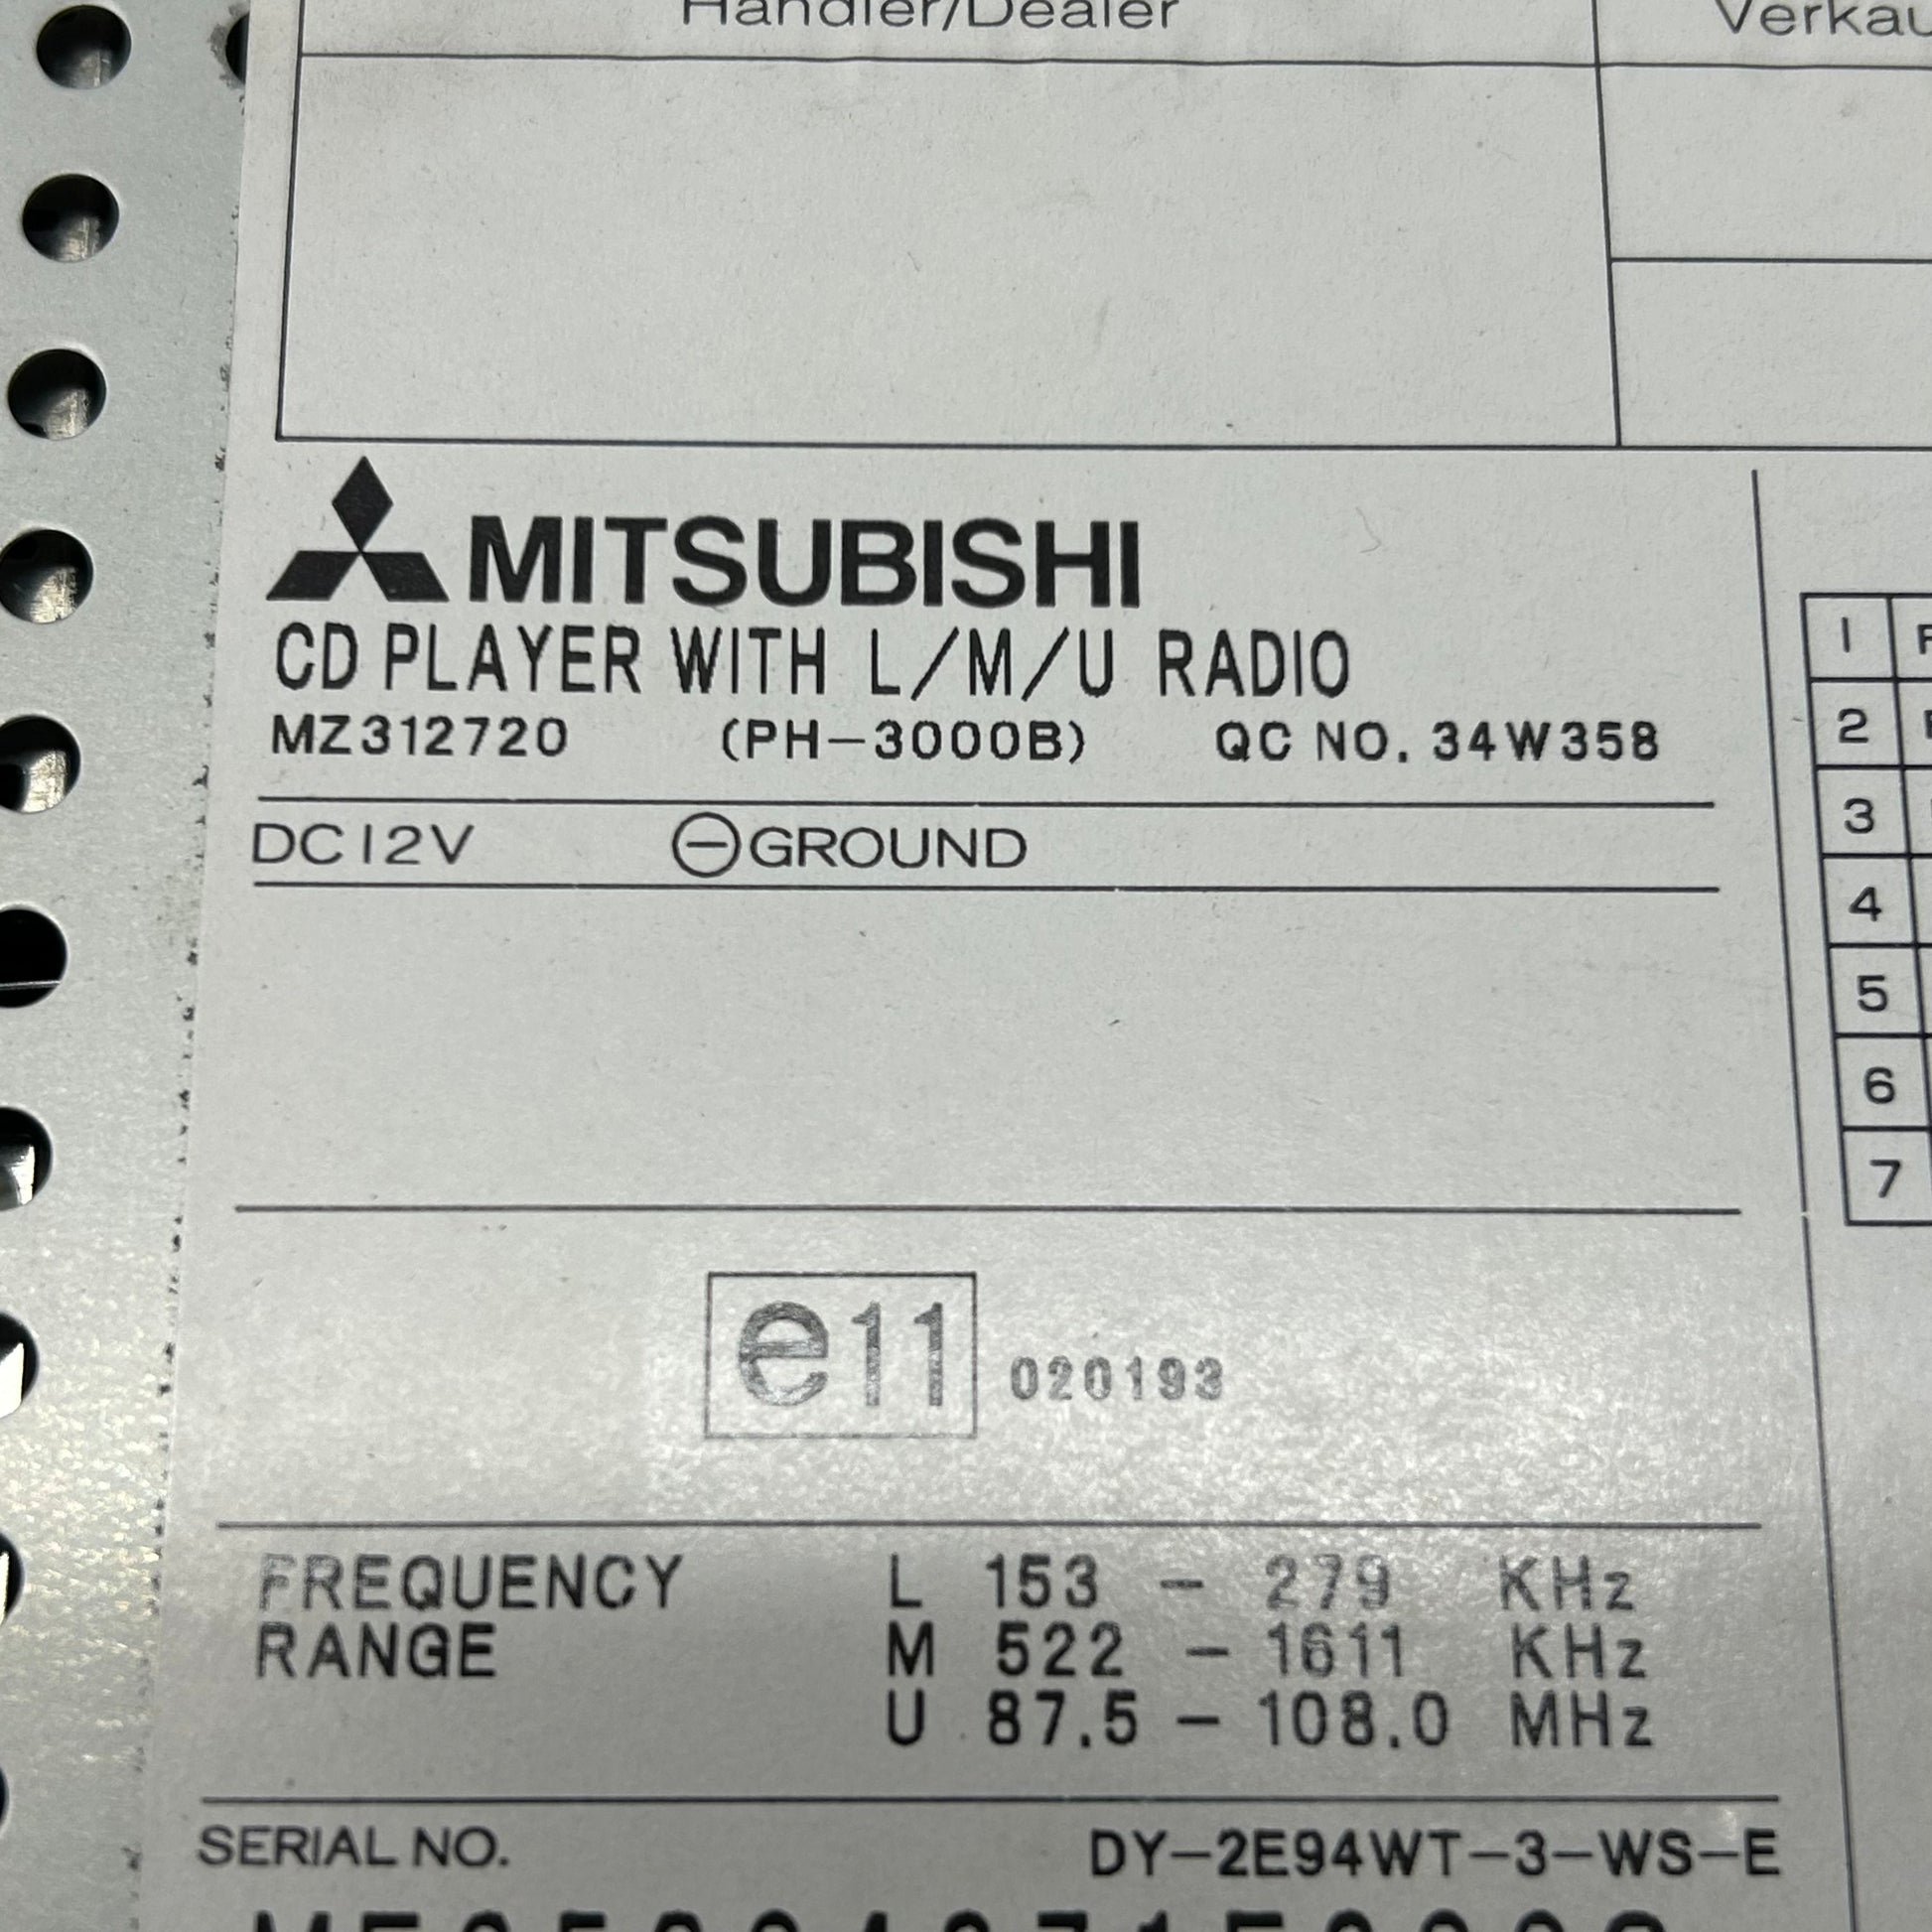 Händler/Dealer
MITSUBISHI
CD PLAYER WITH L/M/U RADIO
MZ312720 (PH-3000B) QC NO. 34W358
DC12V ⊖GROUND
1
2
3
4
5
6
7
e11 020193
FREQUENCY L 153 - 279 KHz
RANGE M 522 - 1611 KHz
U 87.5 - 108.0 MHz
SERIAL NO. DY-2E94WT-3-WS-E